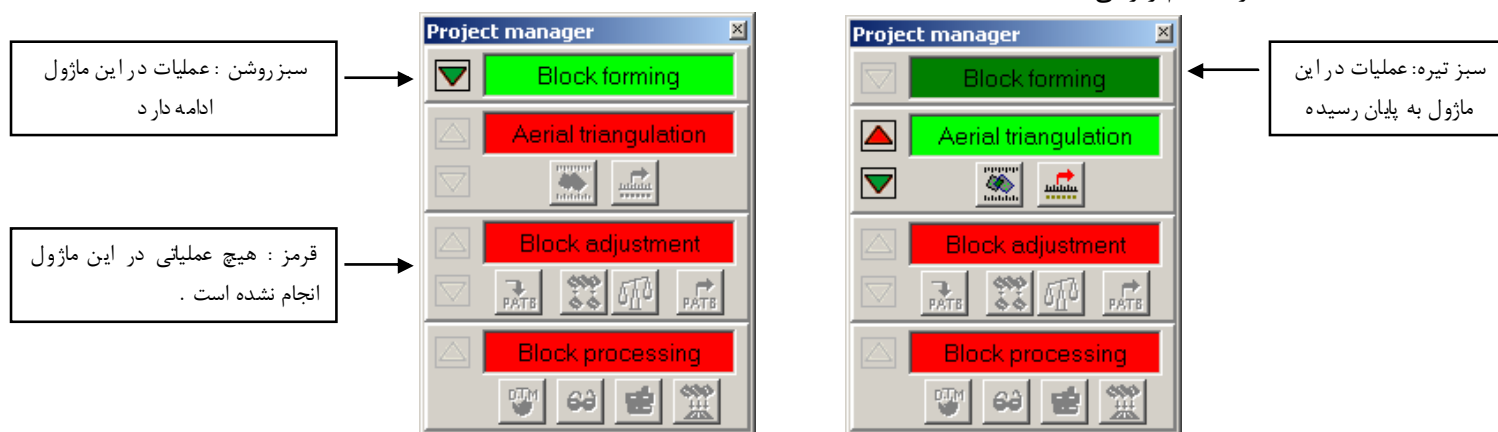 Project manager
Block forming
Aerial triangulation
Block adjustment
PATB
PATB
Block processing
DTM
Project manager
Block forming
Aerial triangulation
Block adjustment
PATB
PATB
Block processing
DTM
سبز روشن : عملیات در این ماژول
ادامه دارد
قرمز : هیچ عملیاتی در این ماژول
انجام نشده است .
سبز تیره: عملیات در این
ماژول به پایان رسیده